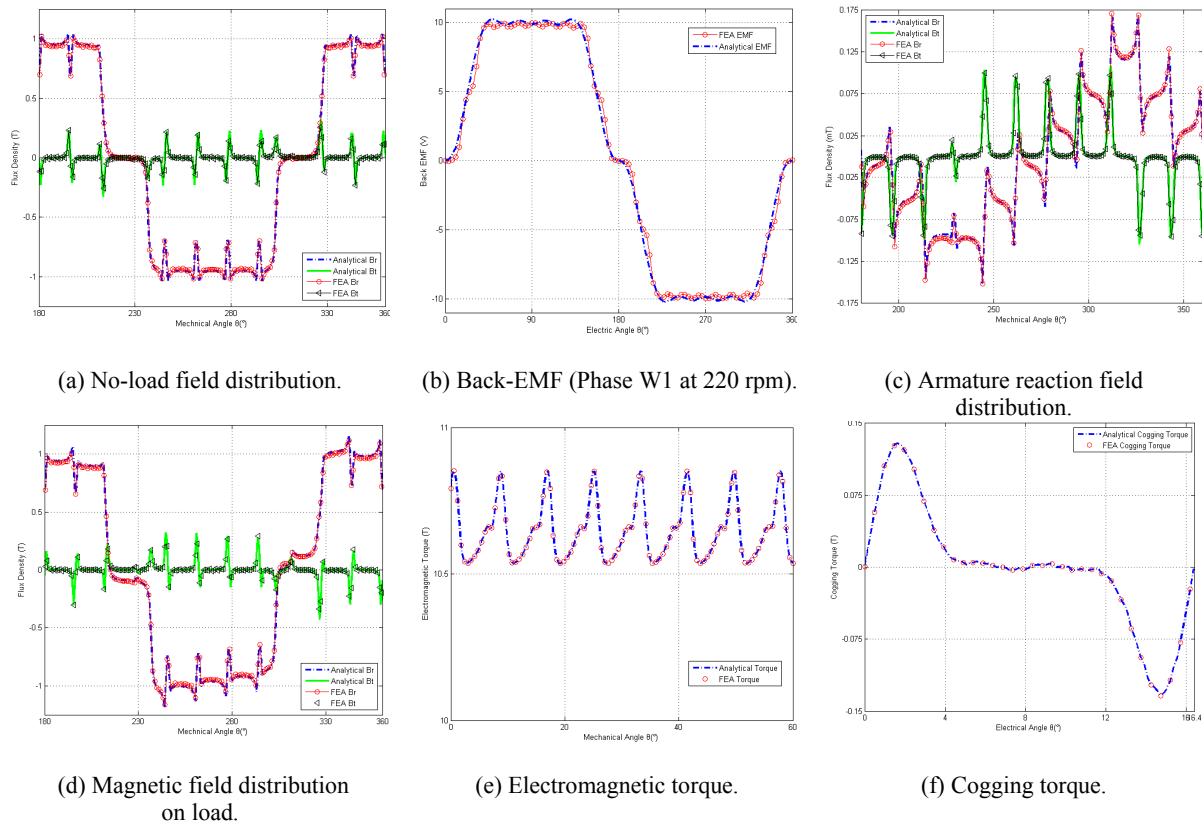 1
0.5
0
-0.5
-1
Flux Density (T)
180
230
280
330
360
Mechnical Angle θ(°)
Analytical Br
Analytical Bt
FEA Br
FEA Bt
(a) No-load field distribution.
10
5
0
-5
-10
Back EMF (V)
0
90
180
270
360
Electric Angle θ(°)
FEA EMF
Analytical EMF
(b) Back-EMF (Phase W1 at 220 rpm).
0.175
0.125
0.075
0.025
-0.025
-0.075
-0.125
-0.175
Flux Density (mT)
200
250
300
350
Mechnical Angle θ(°)
Analytical Br
Analytical Bt
FEA Br
FEA Bt
(c) Armature reaction field
distribution.
1
0.5
0
-0.5
-1
Flux Density (T)
180
230
280
330
360
Mechnical Angle θ(°)
Analytical Br
Analytical Bt
FEA Br
FEA Bt
(d) Magnetic field distribution
on load.
11
10.5
10
Electromagnetic Torque (T)
0
20
40
60
Mechanical Angle θ(°)
Analytical Torque
FEA Torque
(e) Electromagnetic torque.
0.15
0.075
0
-0.075
-0.15
Cogging Torque (T)
0
4
8
12
16
16.4
Electrical Angle θ(°)
Analytical Cogging Torque
FEA Cogging Torque
(f) Cogging torque.